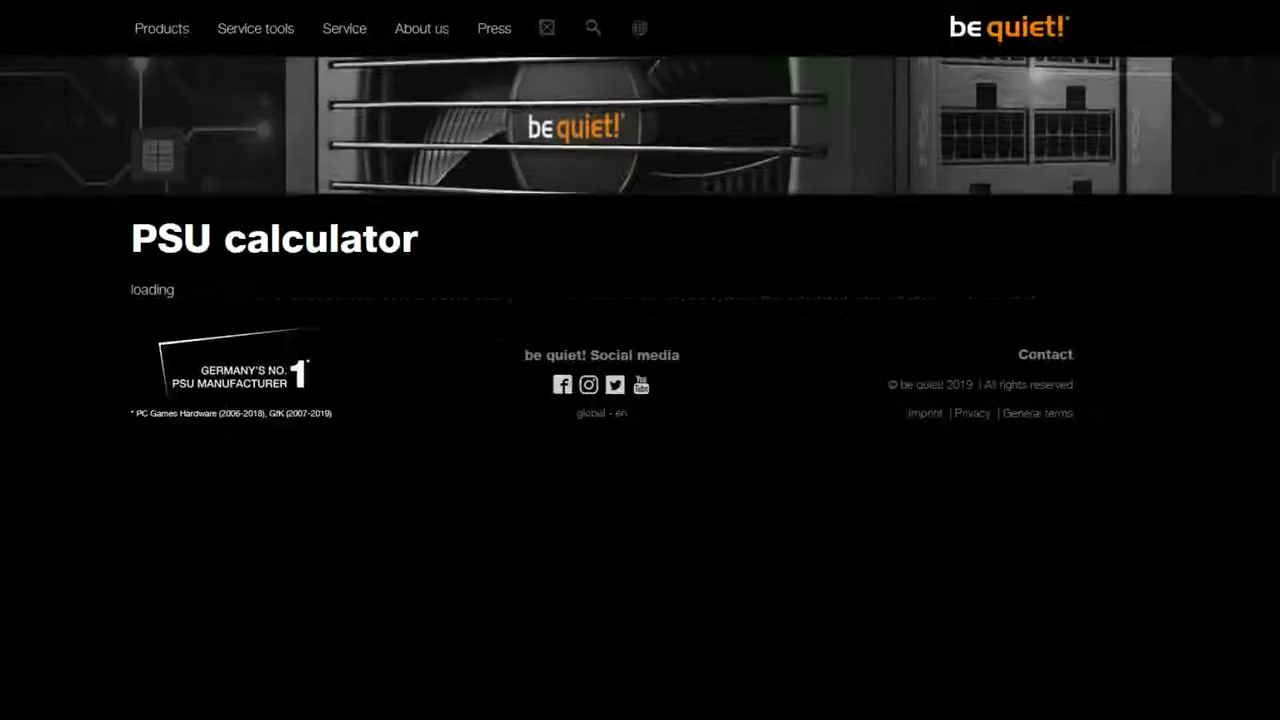 Products Service tools Service About us Press
be quiet!
be quiet!
PSU calculator
loading
GERMANY'S NO. 1*
PSU MANUFACTURER
* PC Games Hardware (2006-2018), GfK (2007-2019)
be quiet! Social media
You Tube
global - en
Contact
© be quiet! 2019 | All rights reserved
Imprint | Privacy | General terms